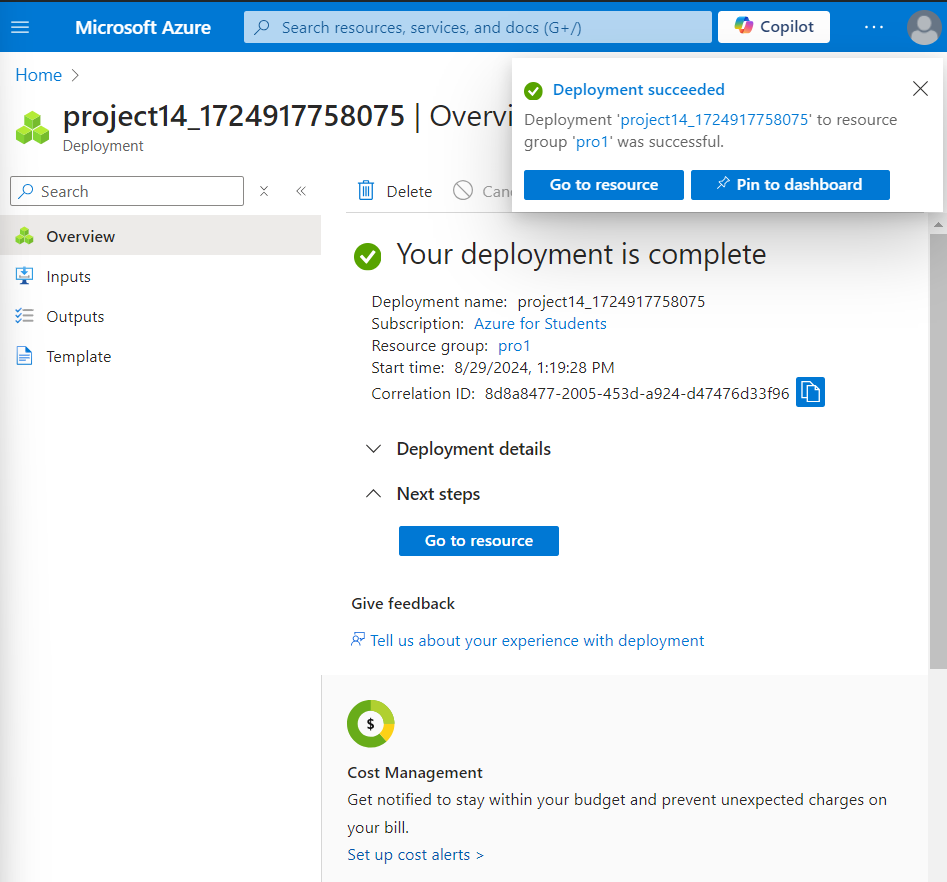 Microsoft Azure
Search resources, services, and docs (G+/)
Copilot
Home
project14_1724917758075 | Overvi
Deployment
Deployment succeeded
Deployment 'project14_1724917758075' to resource
group 'pro1' was successful.
Go to resource
Pin to dashboard
Search
Delete
Canc
Overview
Inputs
Outputs
Template
Your deployment is complete
Deployment name: project14_1724917758075
Subscription: Azure for Students
Resource group: pro1
Start time: 8/29/2024, 1:19:28 PM
Correlation ID: 8d8a8477-2005-453d-a924-d47476d33f96
Deployment details
Next steps
Go to resource
Give feedback
Tell us about your experience with deployment
$
Cost Management
Get notified to stay within your budget and prevent unexpected charges on
your bill.
Set up cost alerts >